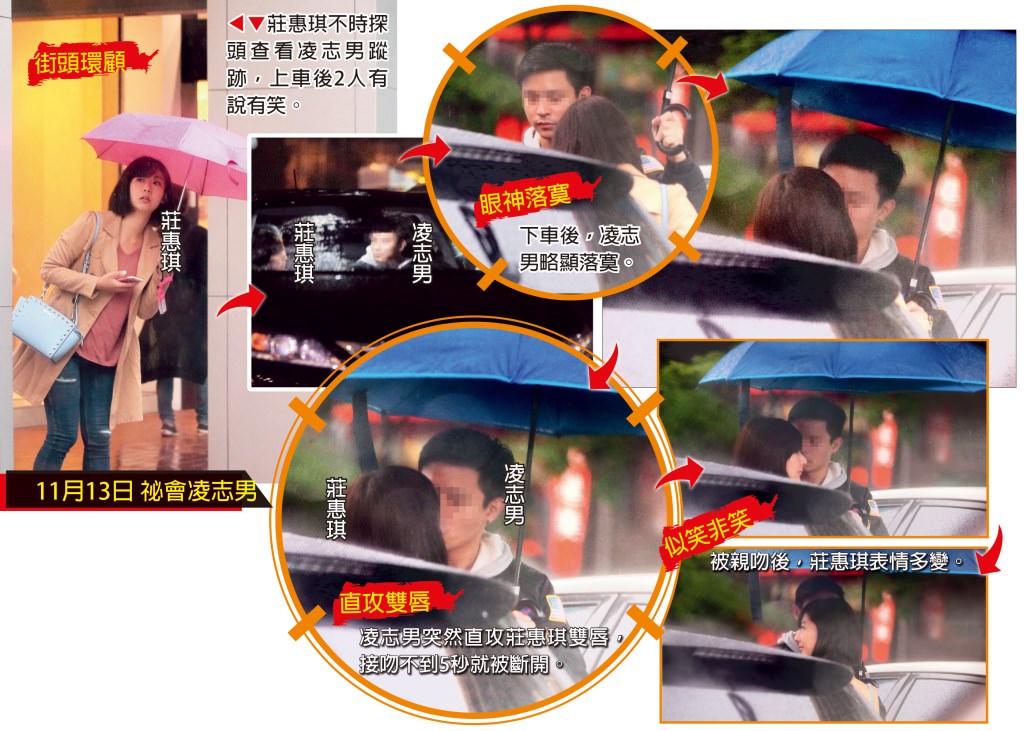 街頭環顧
◀▼莊惠琪不時探
頭查看凌志男蹤
跡，上車後2人有
說有笑。
莊惠琪
莊惠琪
凌志男
眼神落寞
下車後，凌志
男略顯落寞。
11月13日 祕會凌志男
莊惠琪
凌志男
直攻雙唇
凌志男突然直攻莊惠琪雙唇，
接吻不到5秒就被斷開。
似笑非笑
被親吻後，莊惠琪表情多變。